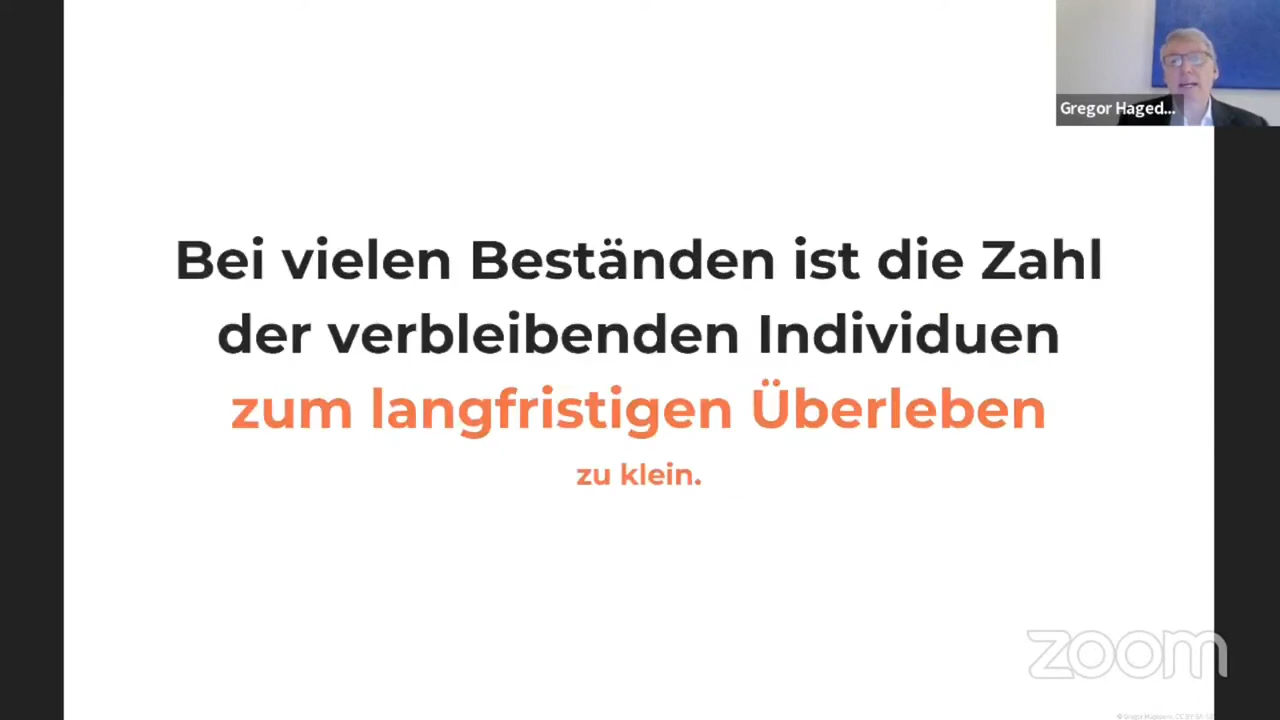 Gregor Haged...
Bei vielen Beständen ist die Zahl
der verbleibenden Individuen
zum langfristigen Überleben
zu klein.
zoom